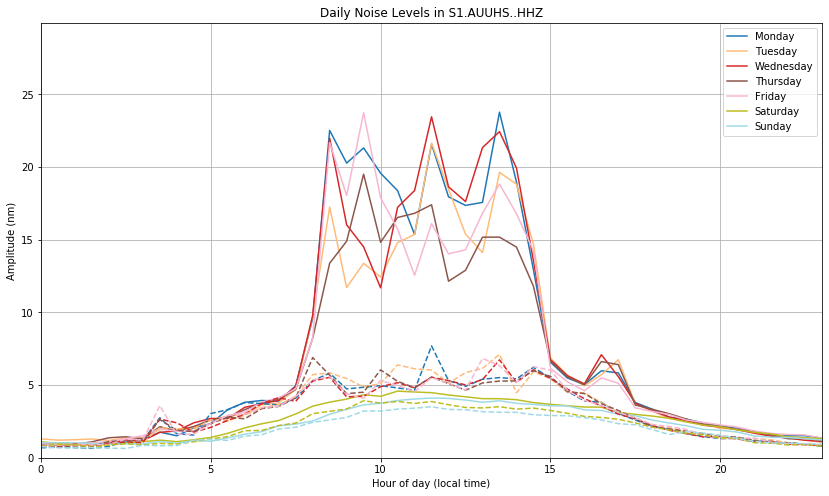 Daily Noise Levels in S1.AUUHS..HHZ
Monday
Tuesday
Wednesday
Thursday
Friday
Saturday
Sunday
Amplitude (nm)
25
20
15
10
5
0
0 5 10 15 20
Hour of day (local time)